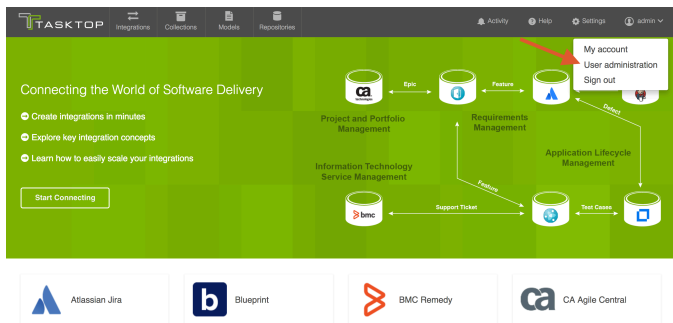 TASKTOP
Integrations
Collections
Models
Repositories
Activity
Help
Settings
admin
My account
User administration
Sign out
Connecting the World of Software Delivery
Create integrations in minutes
Explore key integration concepts
Learn how to easily scale your integrations
Start Connecting
ca
technologies
Epic
Feature
Defect
Project and Portfolio
Management
Requirements
Management
Application Lifecycle
Management
Information Technology
Service Management
Feature
bmc
Support Ticket
Test Cases
Atlassian Jira
b
Blueprint
BMC Remedy
ca
CA Agile Central